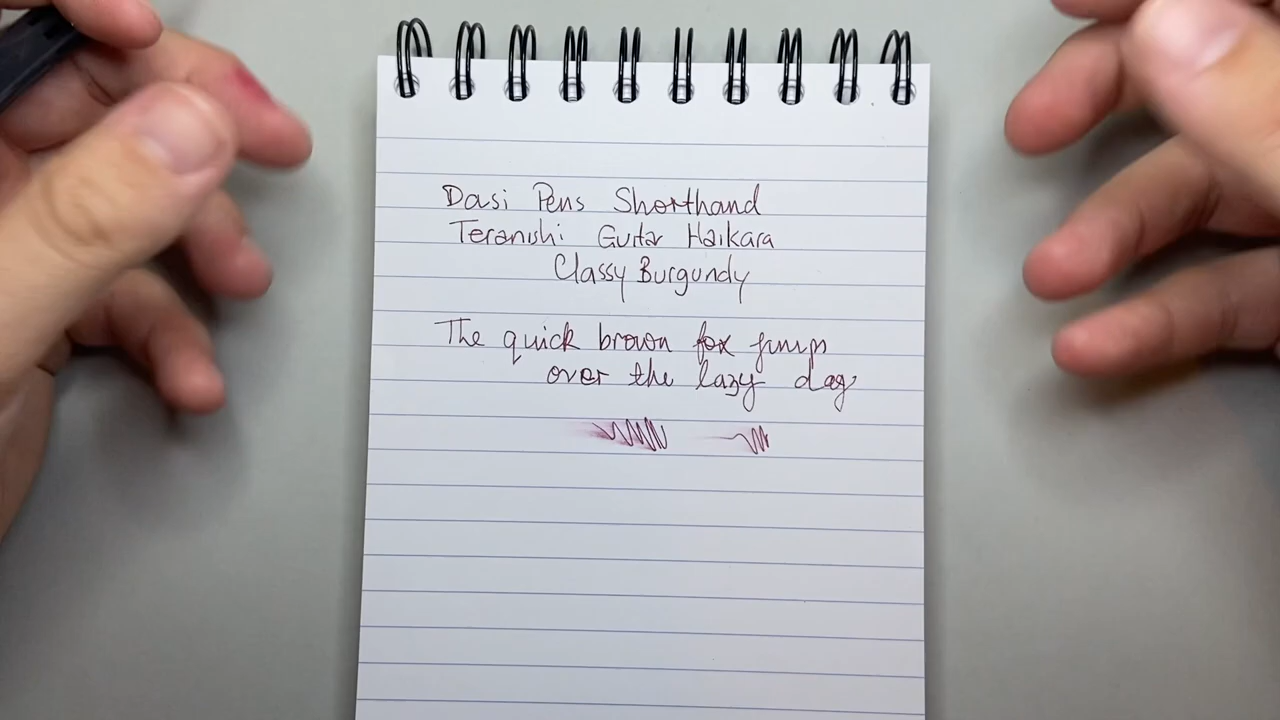 Dasi Pens Shorthand
Teranishi Guitar Haikara
Classy Burgundy
The quick brown fox jump
over the lazy dog